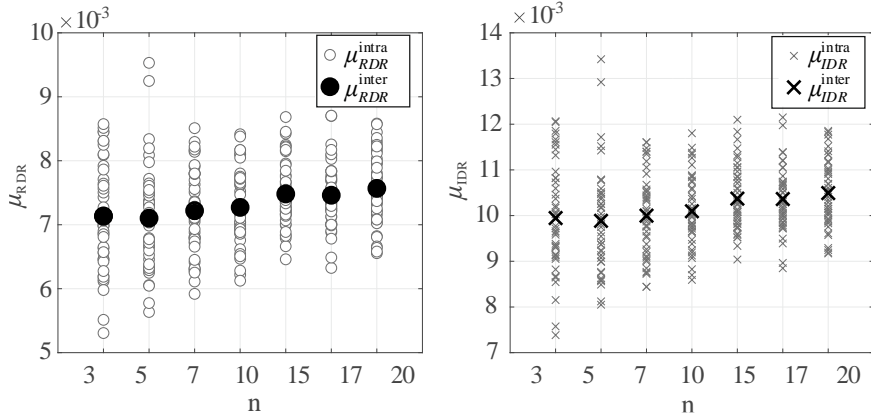 × 10⁻³
10
9
8
7
6
5
μ_RDR
3 5 7 10 15 17 20
n
μ_RDR^intra
μ_RDR^inter
× 10⁻³
14
13
12
11
10
9
8
7
μ_IDR
3 5 7 10 15 17 20
n
μ_IDR^intra
μ_IDR^inter